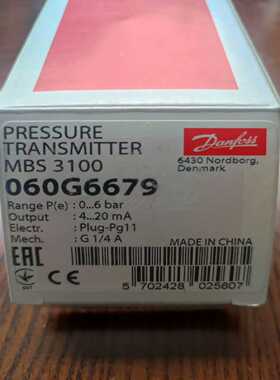 PRESSURE
TRANSMITTER
MBS 3100
060G6679
Danfoss
6430 Nordborg,
Denmark
Range P(e) : 0...6 bar
Output : 4...20 mA
Electr. : Plug-Pg11
Mech. : G 1/4 A
MADE IN CHINA
EAC
5 702428 025607